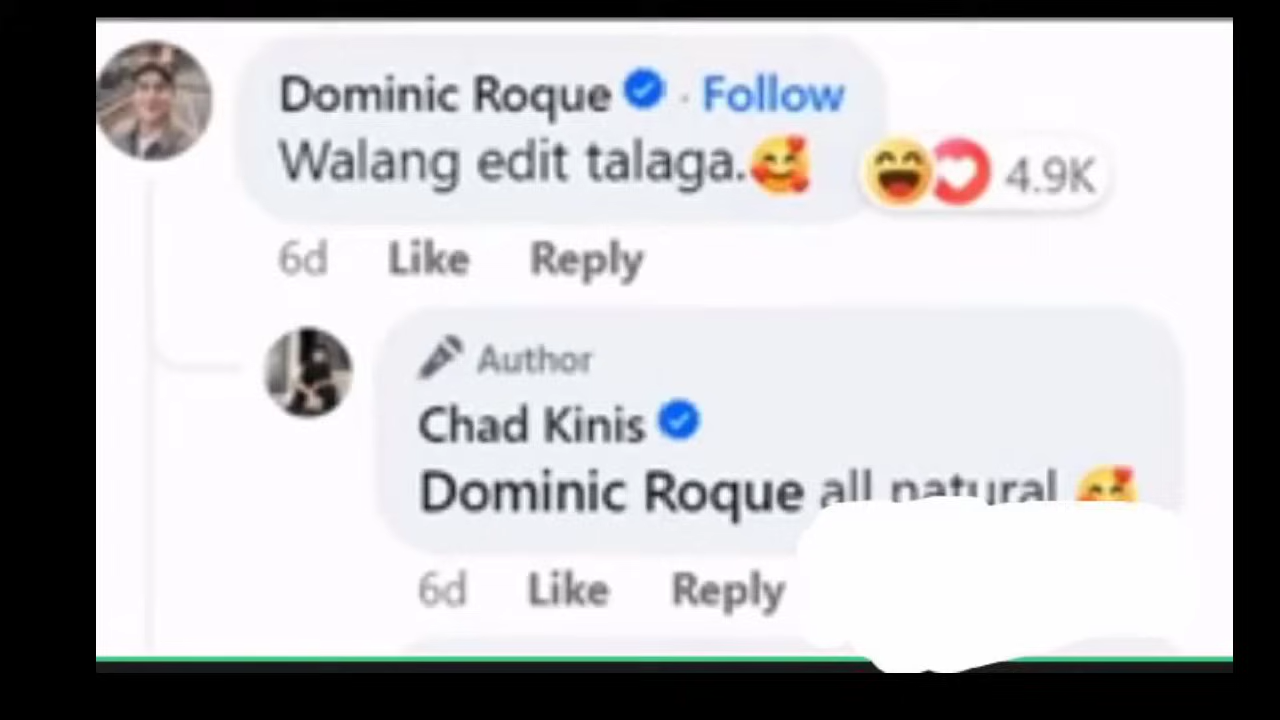 Dominic Roque · Follow
Walang edit talaga.🥰
4.9K
6d Like Reply
Author
Chad Kinis
Dominic Roque all natural 🥰
6d Like Reply